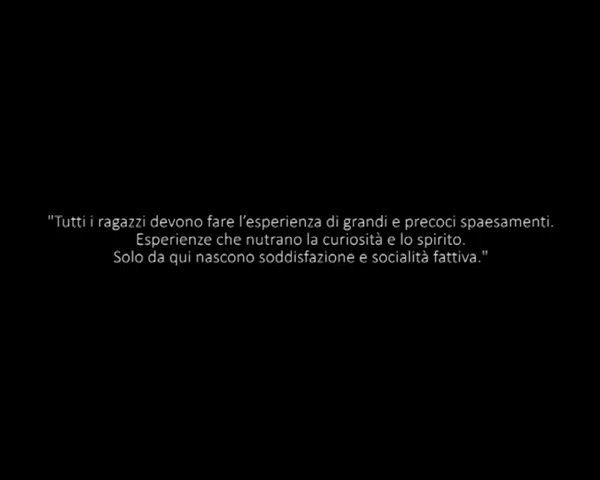 "Tutti i ragazzi devono fare l’esperienza di grandi e precoci spaesamenti.
Esperienze che nutrano la curiosità e lo spirito.
Solo da qui nascono soddisfazione e socialità fattiva."